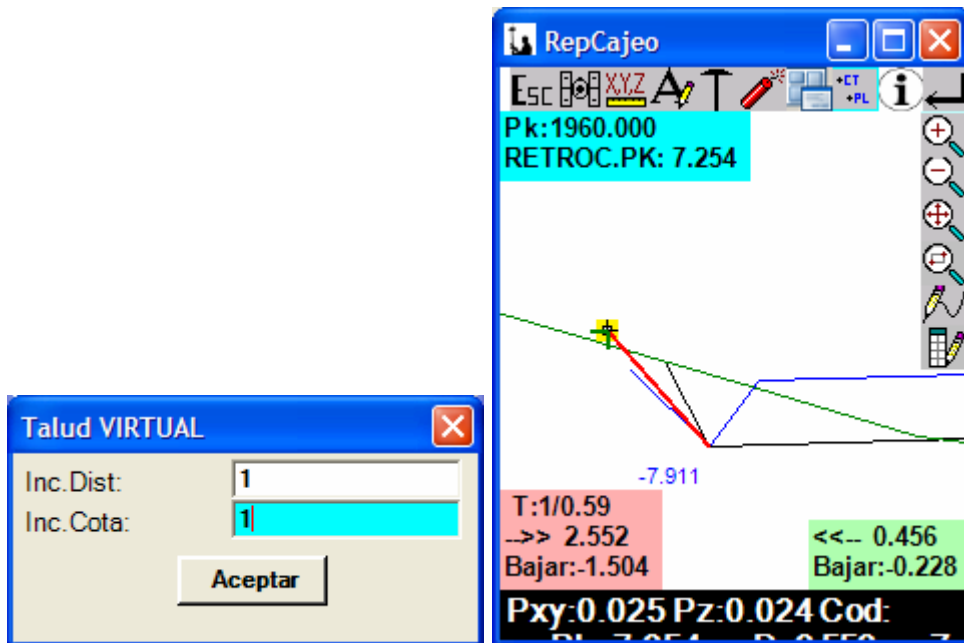 Talud VIRTUAL
Inc.Dist: 1
Inc.Cota: 1
Aceptar
RepCajeo
Esc X,Y,Z A T +CT +PL i
Pk:1960.000
RETROC.PK: 7.254
-7.911
T:1/0.59
-->> 2.552
Bajar:-1.504
<<-- 0.456
Bajar:-0.228
Pxy:0.025 Pz:0.024 Cod: